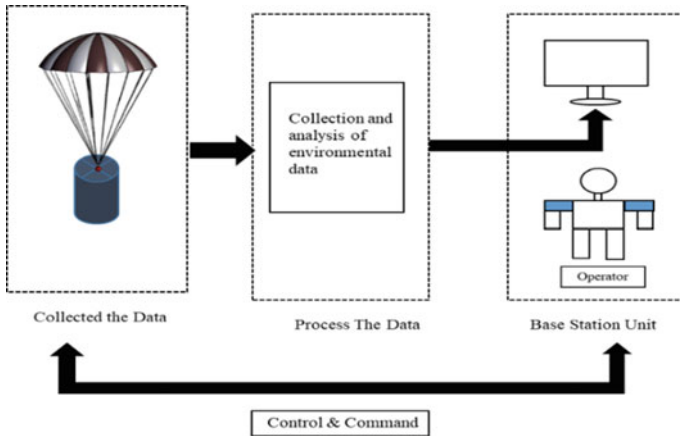 Collection and
analysis of
environmental
data
Operator
Collected the Data
Process The Data
Base Station Unit
Control & Command